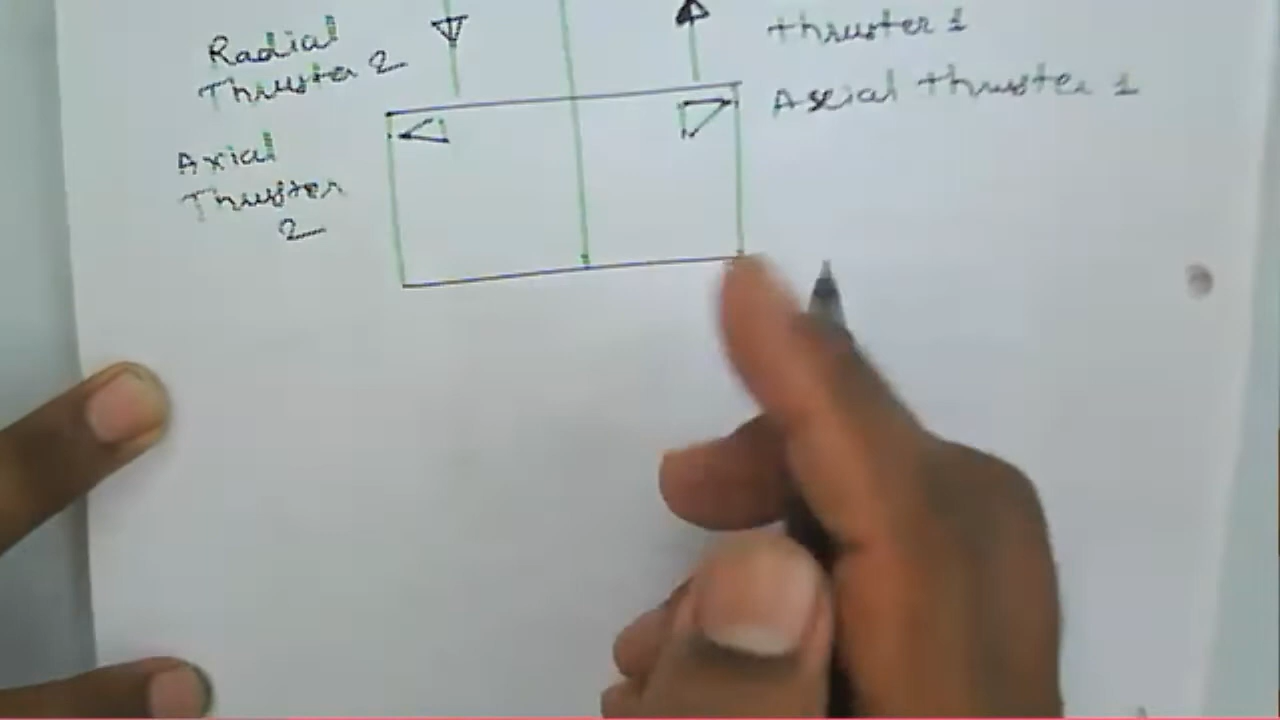 Radial
Thruster 2
thruster 1
Axial thruster 1
Axial
Thruster
2